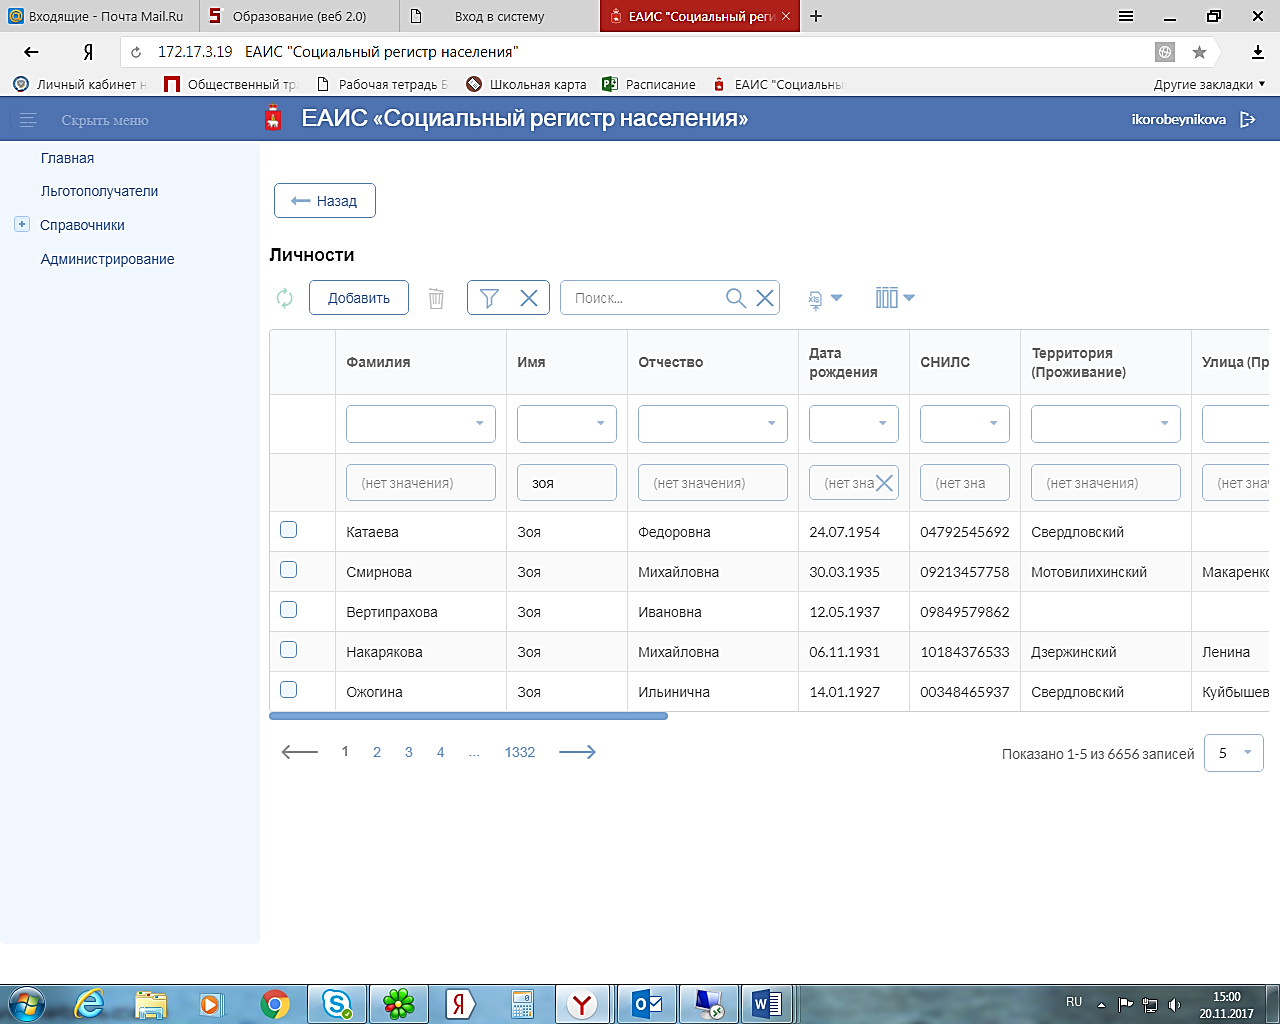 Входящие - Почта Mail.Ru
Образование (веб 2.0)
Вход в систему
ЕАИС "Социальный реги
172.17.3.19 ЕАИС "Социальный регистр населения"
Личный кабинет н
Общественный тра
Рабочая тетрадь Б
Школьная карта
Расписание
ЕАИС "Социальны
Другие закладки
Скрыть меню
ЕАИС «Социальный регистр населения»
ikorobeynikova
Главная
Льготополучатели
Справочники
Администрирование
Назад
Личности
Добавить
Поиск...
xls
Фамилия Имя Отчество Дата рождения СНИЛС Территория (Проживание) Улица (Пр
(нет значения) зоя (нет значения) (нет зна (нет зна (нет значения) (нет знач
Катаева Зоя Федоровна 24.07.1954 04792545692 Свердловский
Смирнова Зоя Михайловна 30.03.1935 09213457758 Мотовилихинский Макаренко
Вертипрахова Зоя Ивановна 12.05.1937 09849579862
Накарякова Зоя Михайловна 06.11.1931 10184376533 Дзержинский Ленина
Ожогина Зоя Ильинична 14.01.1927 00348465937 Свердловский Куйбышев
1 2 3 4 ... 1332
Показано 1-5 из 6656 записей 5
RU
15:00
20.11.2017